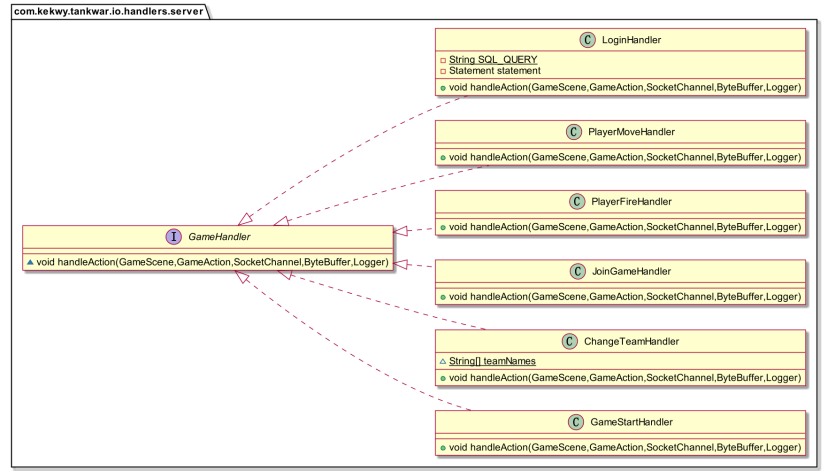 com.kekwy.tankwar.io.handlers.server
C LoginHandler
String SQL_QUERY
Statement statement
void handleAction(GameScene,GameAction,SocketChannel,ByteBuffer,Logger)
C PlayerMoveHandler
void handleAction(GameScene,GameAction,SocketChannel,ByteBuffer,Logger)
C PlayerFireHandler
void handleAction(GameScene,GameAction,SocketChannel,ByteBuffer,Logger)
I GameHandler
void handleAction(GameScene,GameAction,SocketChannel,ByteBuffer,Logger)
C JoinGameHandler
void handleAction(GameScene,GameAction,SocketChannel,ByteBuffer,Logger)
C ChangeTeamHandler
String[] teamNames
void handleAction(GameScene,GameAction,SocketChannel,ByteBuffer,Logger)
C GameStartHandler
void handleAction(GameScene,GameAction,SocketChannel,ByteBuffer,Logger)